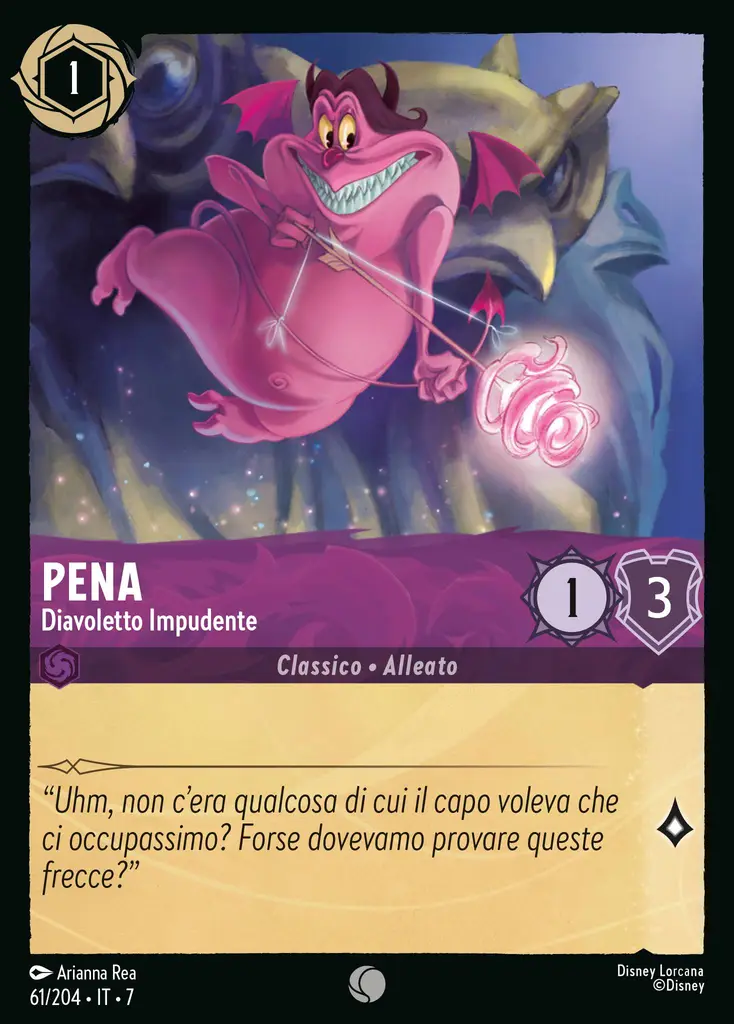 1
PENA
Diavoletto Impudente
1
3
Classico • Alleato
“Uhm, non c’era qualcosa di cui il capo voleva che
ci occupassimo? Forse dovevamo provare queste
frecce?”
Arianna Rea
Disney Lorcana
61/204 • IT • 7
©Disney